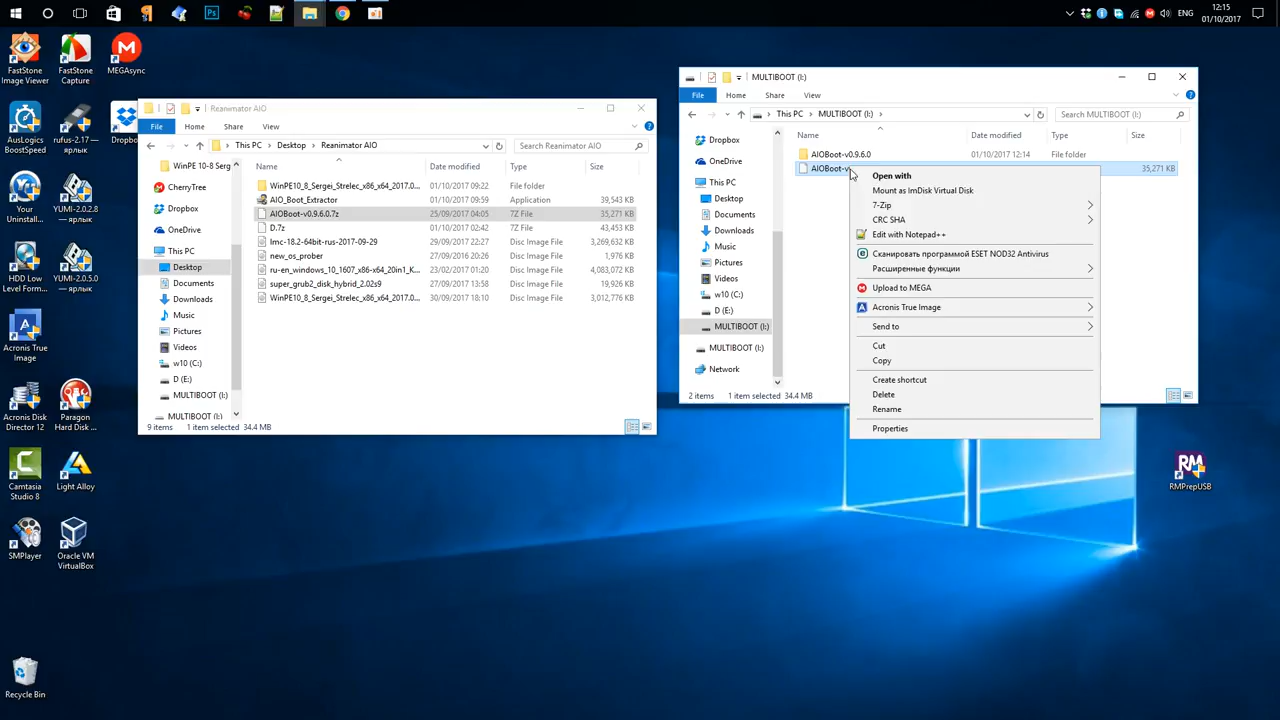 12:15
ENG
01/10/2017
FastStone
Image Viewer
FastStone
Capture
MEGAsync
AusLogics
BoostSpeed
rufus-2.17 —
ярлык
Dropbo
Your
Uninstaller...
YUMI-2.0.2.8
— ярлык
HDD Low
Level Form...
YUMI-2.0.5.0
— ярлык
Acronis True
Image
Acronis Disk
Director 12
Paragon
Hard Disk ...
Camtasia
Studio 8
Light Alloy
SMPlayer
Oracle VM
VirtualBox
Recycle Bin
RMPrepUSB
Reanимator AIO
File Home Share View
This PC Desktop Reanimator AIO
Search Reanimator AIO
Name Date modified Type Size
WinPE 10-8 Serg
CherryTree
Dropbox
OneDrive
This PC
Desktop
Documents
Downloads
Music
Pictures
Videos
w10 (C:)
D (E:)
MULTIBOOT (I:)
MULTIBOOT (I:)
WinPE10_8_Sergei_Strelec_x86_x64_2017.0... 01/10/2017 09:22 File folder
AIO_Boot_Extractor 01/10/2017 09:59 Application 39,543 KB
AIOBoot-v0.9.6.0.7z 25/09/2017 04:05 7Z File 35,271 KB
D.7z 01/10/2017 02:42 7Z File 43,453 KB
lmc-18.2-64bit-rus-2017-09-29 29/09/2017 22:27 Disc Image File 3,269,632 KB
new_os_prober 27/09/2016 20:26 Disc Image File 1,976 KB
ru-en_windows_10_1607_x86-x64_20in1_K... 23/02/2017 01:20 Disc Image File 4,083,072 KB
super_grub2_disk_hybrid_2.02s9 27/09/2017 09:51 Disc Image File 19,926 KB
WinPE10_8_Sergei_Strelec_x86_x64_2017.0... 30/09/2017 18:10 Disc Image File 3,012,776 KB
9 items 1 item selected 34.4 MB
MULTIBOOT (I:)
File Home Share View
This PC MULTIBOOT (I:)
Search MULTIBOOT (I:)
Name Date modified Type Size
Dropbox
OneDrive
This PC
Desktop
Documents
Downloads
Music
Pictures
Videos
w10 (C:)
D (E:)
MULTIBOOT (I:)
MULTIBOOT (I:)
Network
AIOBoot-v0.9.6.0 01/10/2017 12:14 File folder
AIOBoot-v 35,271 KB
2 items 1 item selected 34.4 MB
Open with
Mount as ImDisk Virtual Disk
7-Zip
CRC SHA
Edit with Notepad++
Сканировать программой ESET NOD32 Antivirus
Расширенные функции
Upload to MEGA
Acronis True Image
Send to
Cut
Copy
Create shortcut
Delete
Rename
Properties